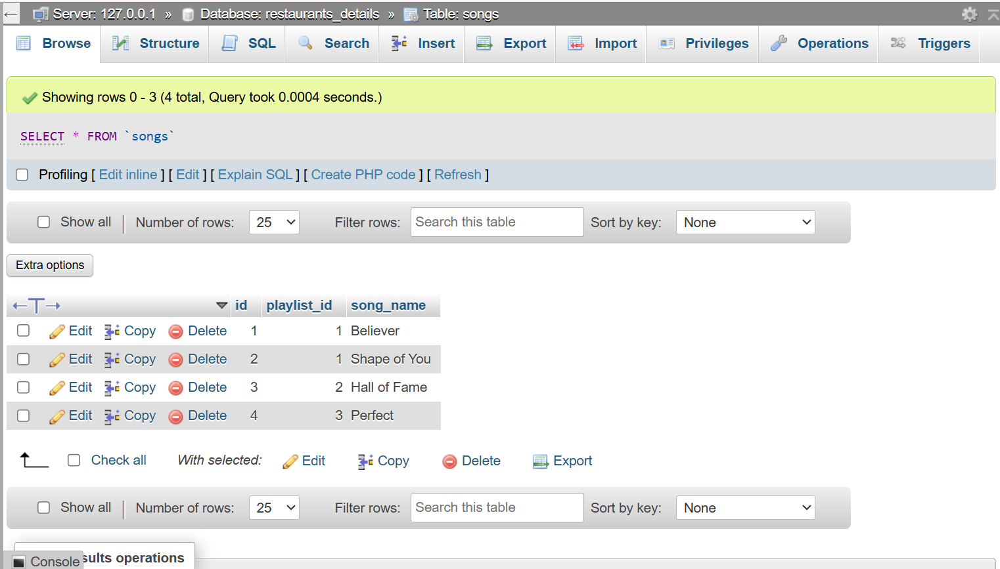 Server: 127.0.0.1 » Database: restaurants_details » Table: songs
Browse Structure SQL Search Insert Export Import Privileges Operations Triggers
Showing rows 0 - 3 (4 total, Query took 0.0004 seconds.)
SELECT * FROM `songs`
Profiling [ Edit inline ] [ Edit ] [ Explain SQL ] [ Create PHP code ] [ Refresh ]
Show all Number of rows: 25 Filter rows: Search this table Sort by key: None
Extra options
id playlist_id song_name
Edit Copy Delete 1 1 Believer
Edit Copy Delete 2 1 Shape of You
Edit Copy Delete 3 2 Hall of Fame
Edit Copy Delete 4 3 Perfect
Check all With selected: Edit Copy Delete Export
Show all Number of rows: 25 Filter rows: Search this table Sort by key: None
Console sults operations